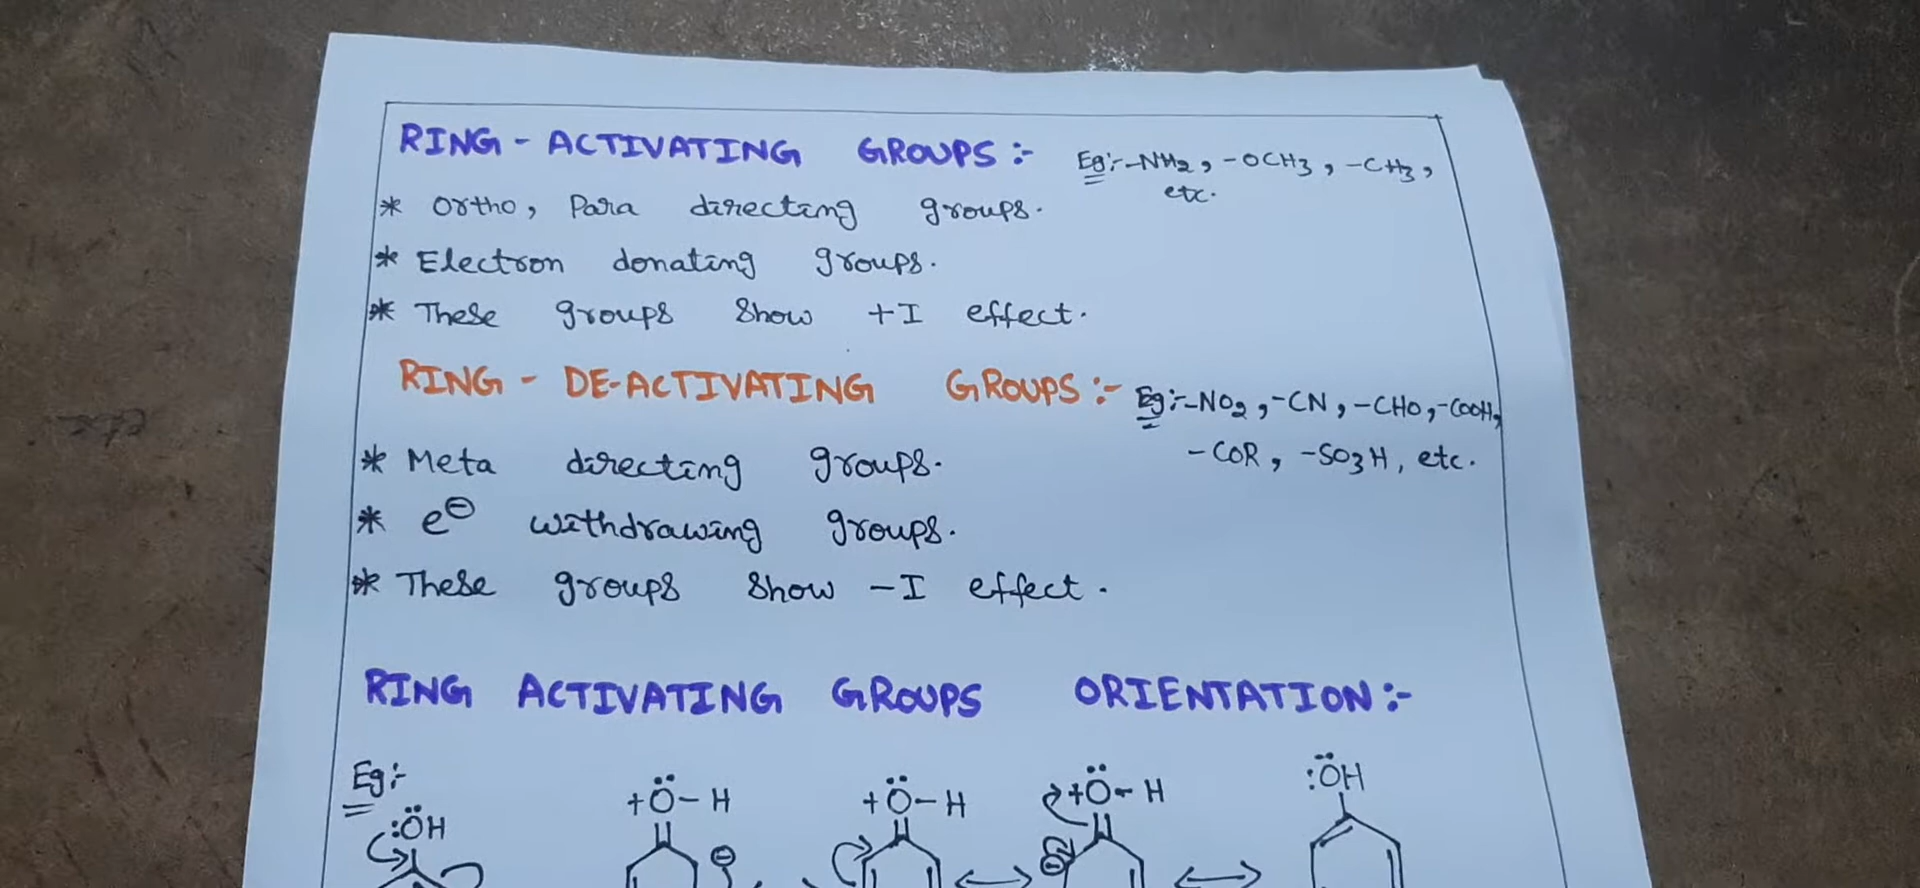 RING - ACTIVATING GROUPS :- Eg:- -NH2, -OCH3, -CH3,
etc.
* Ortho, Para directing groups.
* Electron donating groups.
* These groups show +I effect.
RING - DE-ACTIVATING GROUPS :- Eg:- -NO2, -CN, -CHO, -COOH,
-COR, -SO3H, etc.
* Meta directing groups.
* e⊖ withdrawing groups.
* These groups show -I effect.
RING ACTIVATING GROUPS ORIENTATION :-
Eg:-
:ÖH +Ö-H +Ö-H +Ö-H :ÖH
⊖ ⊖